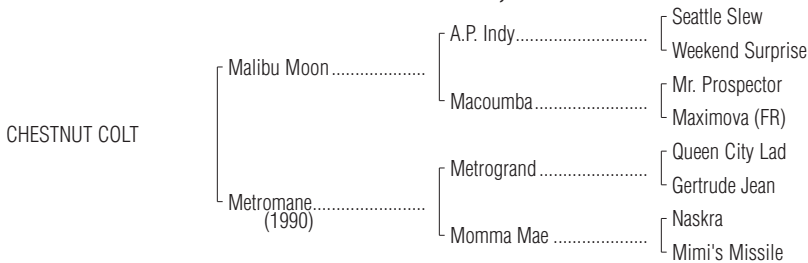 Seattle Slew
A.P. Indy
Weekend Surprise
Malibu Moon
Mr. Prospector
Macoumba
Maximova (FR)
CHESTNUT COLT
Queen City Lad
Metrogrand
Gertrude Jean
Metromane
(1990)
Naskra
Momma Mae
Mimi's Missile